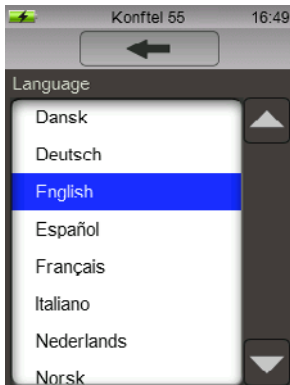 Konftel 55 16:49
Language
Dansk
Deutsch
English
Español
Français
Italiano
Nederlands
Norsk